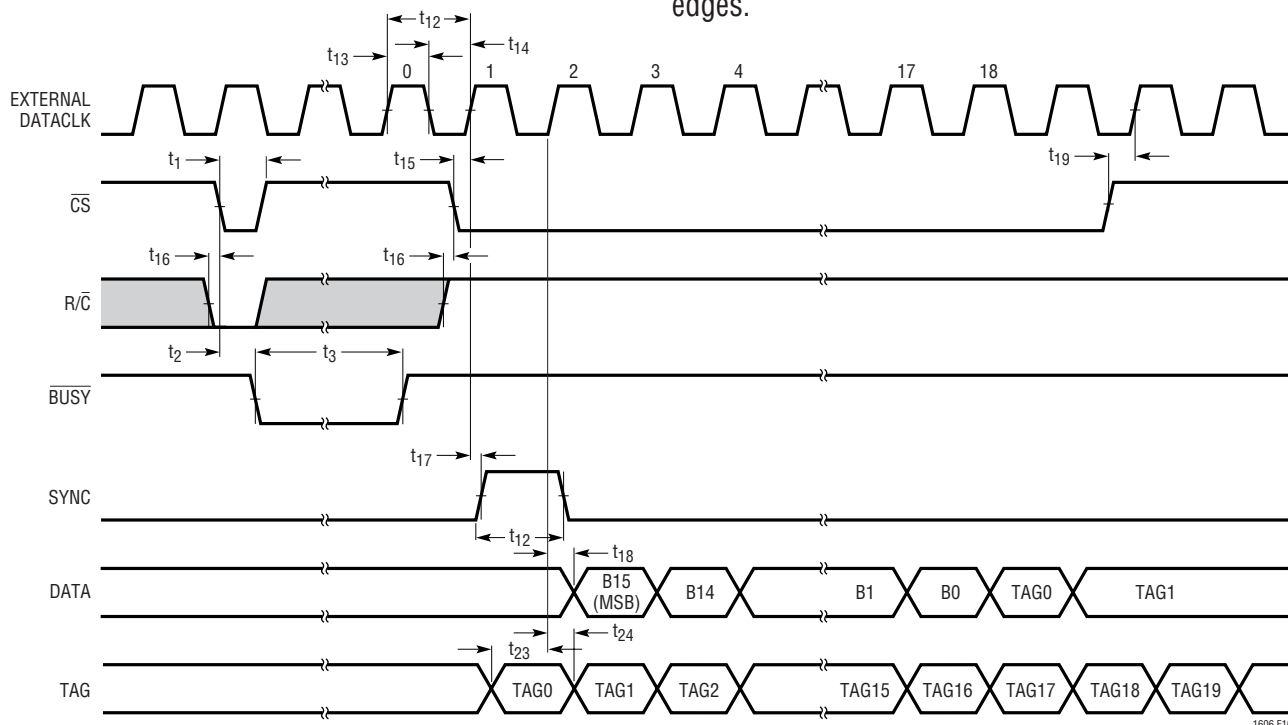 edges.
t12
t13
t14
0 1 2 3 4 17 18
EXTERNAL
DATACLK
t1
t15
t19
CS
t16
t16
R/C
t2
t3
BUSY
t17
SYNC
t12
t18
DATA
B15
(MSB)
B14
B1
B0
TAG0
TAG1
t24
t23
TAG
TAG0
TAG1
TAG2
TAG15
TAG16
TAG17
TAG18
TAG19